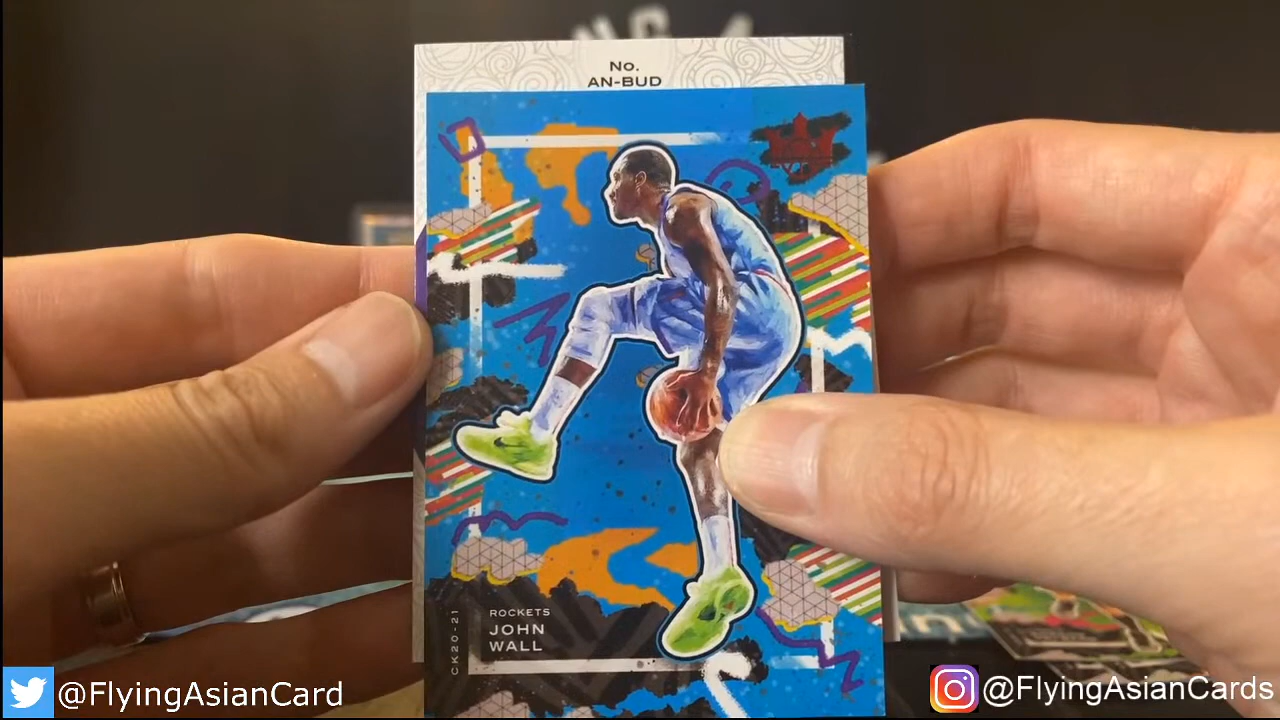 No.
AN-BUD
CK20-21
ROCKETS
JOHN
WALL
@FlyingAsianCard
@FlyingAsianCards